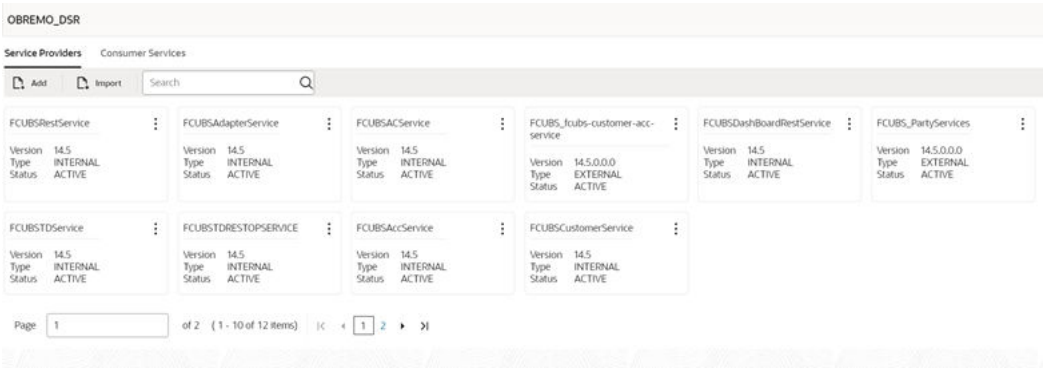 OBREMO_DSR
Service Providers Consumer Services
Add Import Search
FCUBSRestService
Version 14.5
Type INTERNAL
Status ACTIVE
FCUBSAdapterService
Version 14.5
Type INTERNAL
Status ACTIVE
FCUBSACService
Version 14.5
Type INTERNAL
Status ACTIVE
FCUBS_fcubs-customer-acc-
service
Version 14.5.0.0.0
Type EXTERNAL
Status ACTIVE
FCUBSDashBoardRestService
Version 14.5
Type INTERNAL
Status ACTIVE
FCUBS_PartyServices
Version 14.5.0.0.0
Type EXTERNAL
Status ACTIVE
FCUBSTDService
Version 14.5
Type INTERNAL
Status ACTIVE
FCUBSTDRESTOPSERVICE
Version 14.5
Type INTERNAL
Status ACTIVE
FCUBSAccService
Version 14.5
Type INTERNAL
Status ACTIVE
FCUBSCustomerService
Version 14.5
Type INTERNAL
Status ACTIVE
Page 1 of 2 (1 - 10 of 12 items) 1 2